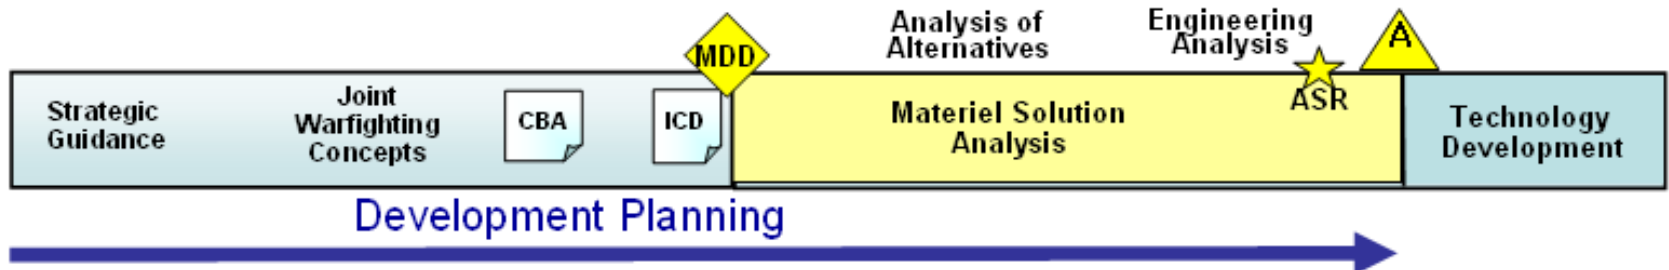 Strategic
Guidance
Joint
Warfighting
Concepts
CBA
ICD
MDD
Analysis of
Alternatives
Engineering
Analysis
A
Materiel Solution
Analysis
ASR
Technology
Development
Development Planning